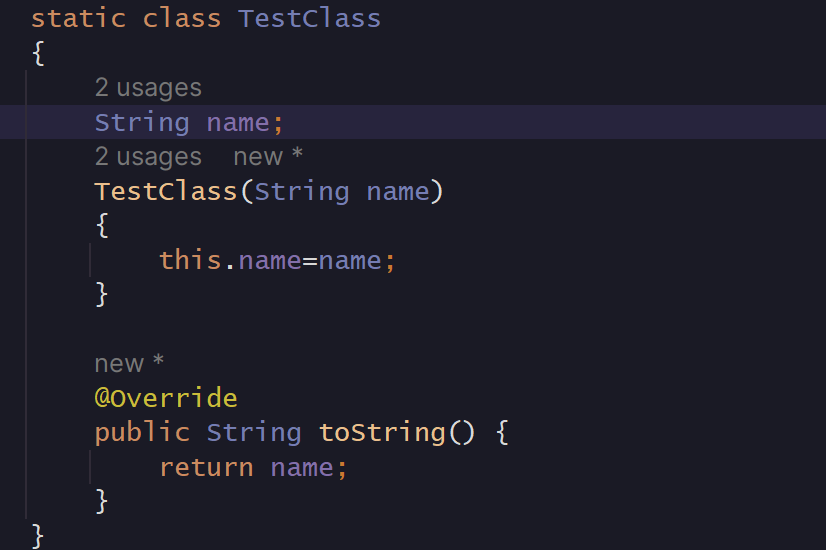 static class TestClass
{
2 usages
String name;
2 usages new *
TestClass(String name)
{
this.name=name;
}
new *
@Override
public String toString() {
return name;
}
}